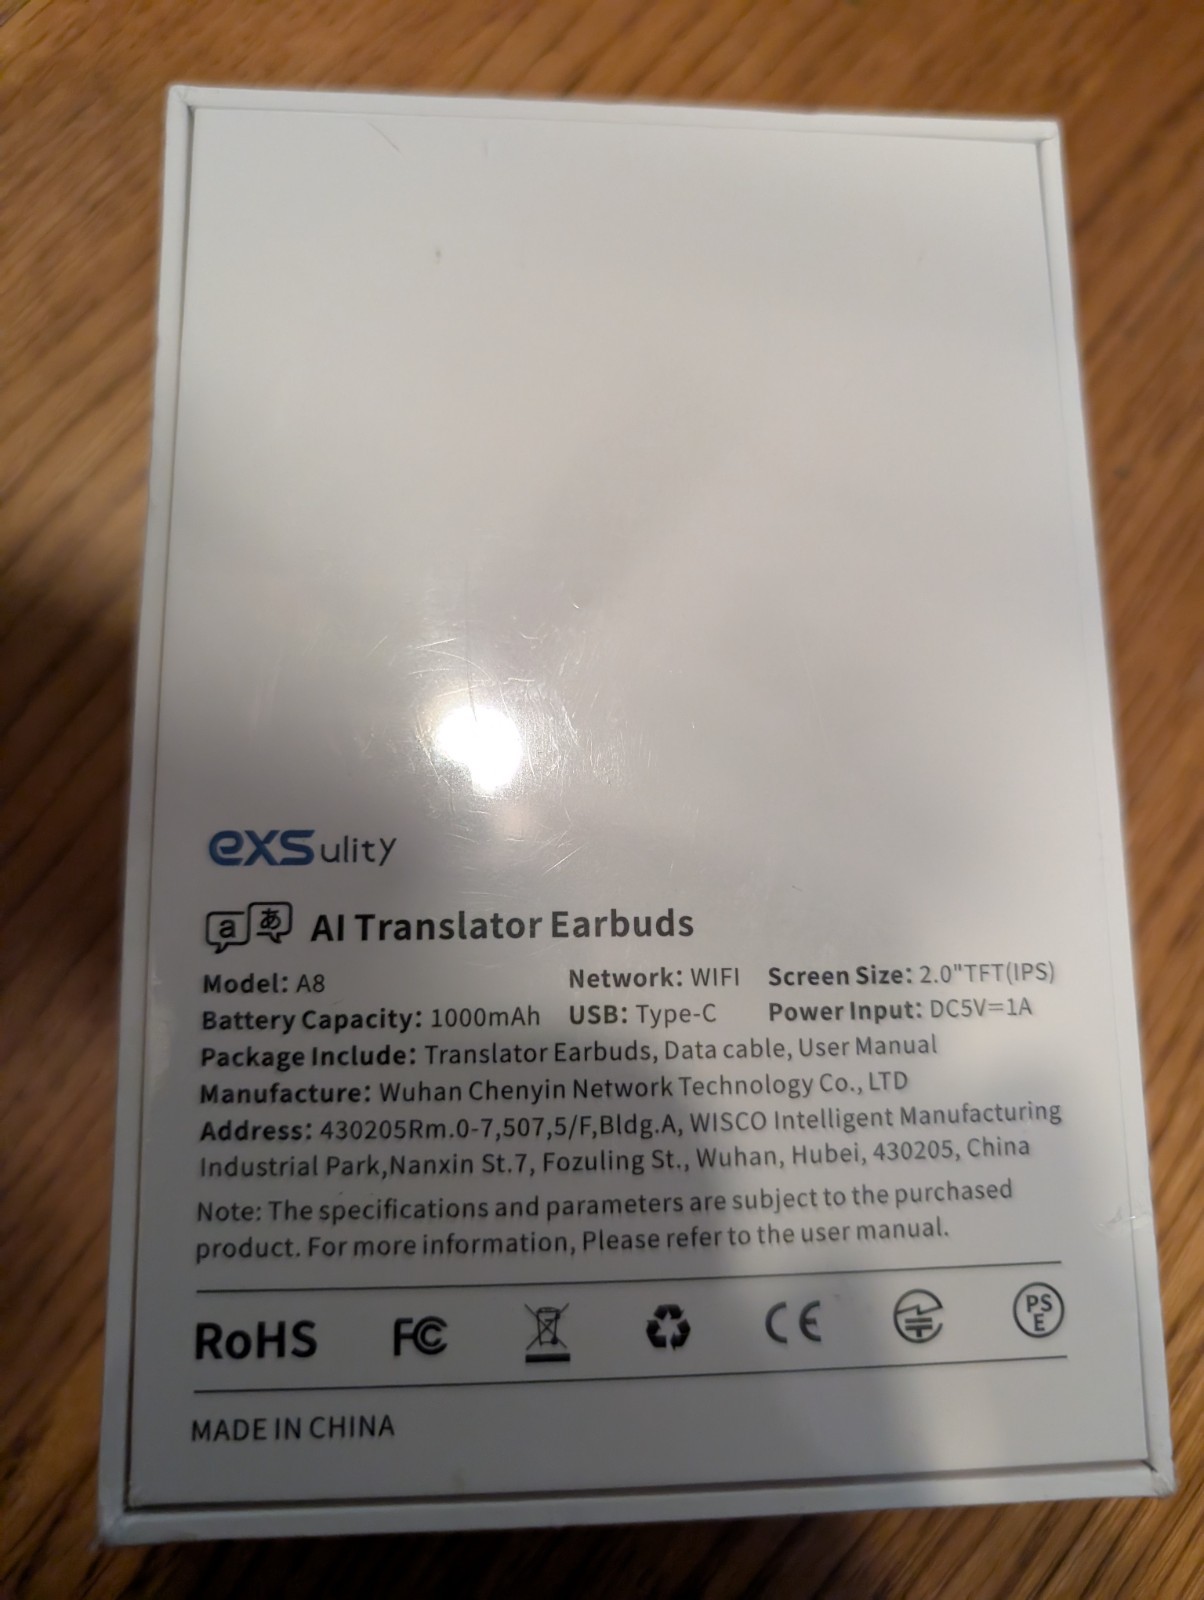 exsulity
aあ AI Translator Earbuds
Model: A8 Network: WIFI Screen Size: 2.0"TFT(IPS)
Battery Capacity: 1000mAh USB: Type-C Power Input: DC5V=1A
Package Include: Translator Earbuds, Data cable, User Manual
Manufacture: Wuhan Chenyin Network Technology Co., LTD
Address: 430205Rm.0-7,507,5/F,Bldg.A, WISCO Intelligent Manufacturing
Industrial Park,Nanxin St.7, Fozuling St., Wuhan, Hubei, 430205, China
Note: The specifications and parameters are subject to the purchased
product. For more information, Please refer to the user manual.
RoHS FC CE PSE
MADE IN CHINA